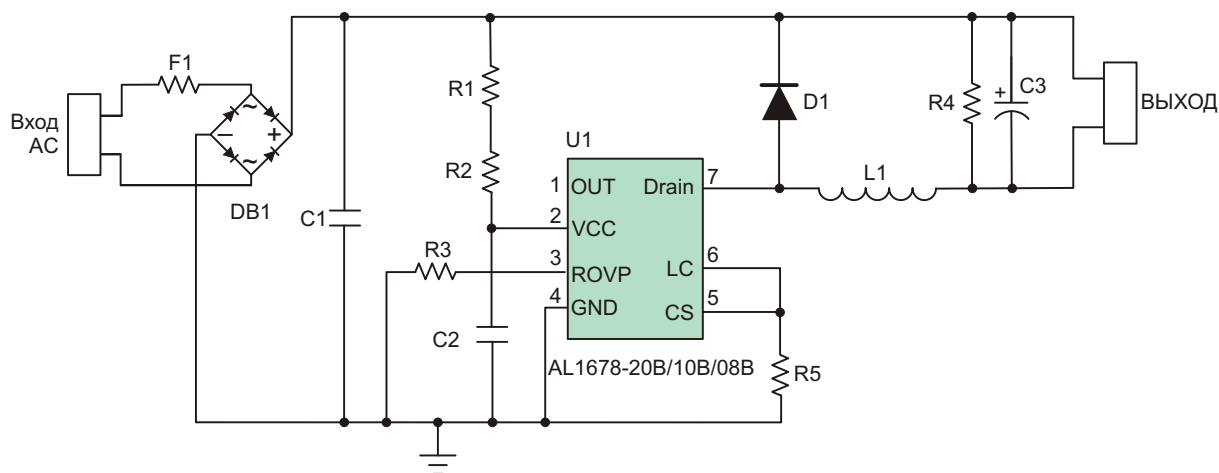 F1
Вход
AC
~
–
+
~
DB1
C1
R1
R2
R3
C2
U1
1 OUT
2 VCC
3 ROVP
4 GND
Drain 7
LC 6
CS 5
AL1678-20B/10B/08B
D1
L1
R4
+
C3
R5
ВЫХОД